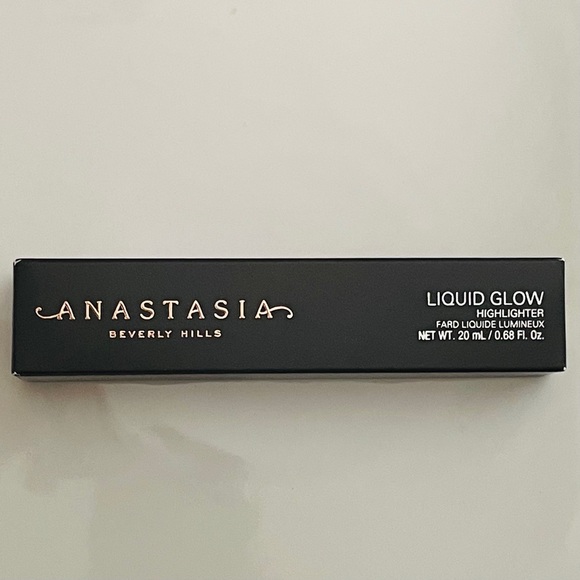 ANASTASIA
BEVERLY HILLS
LIQUID GLOW
HIGHLIGHTER
FARD LIQUIDE LUMINEUX
NET WT. 20 mL / 0.68 Fl. Oz.